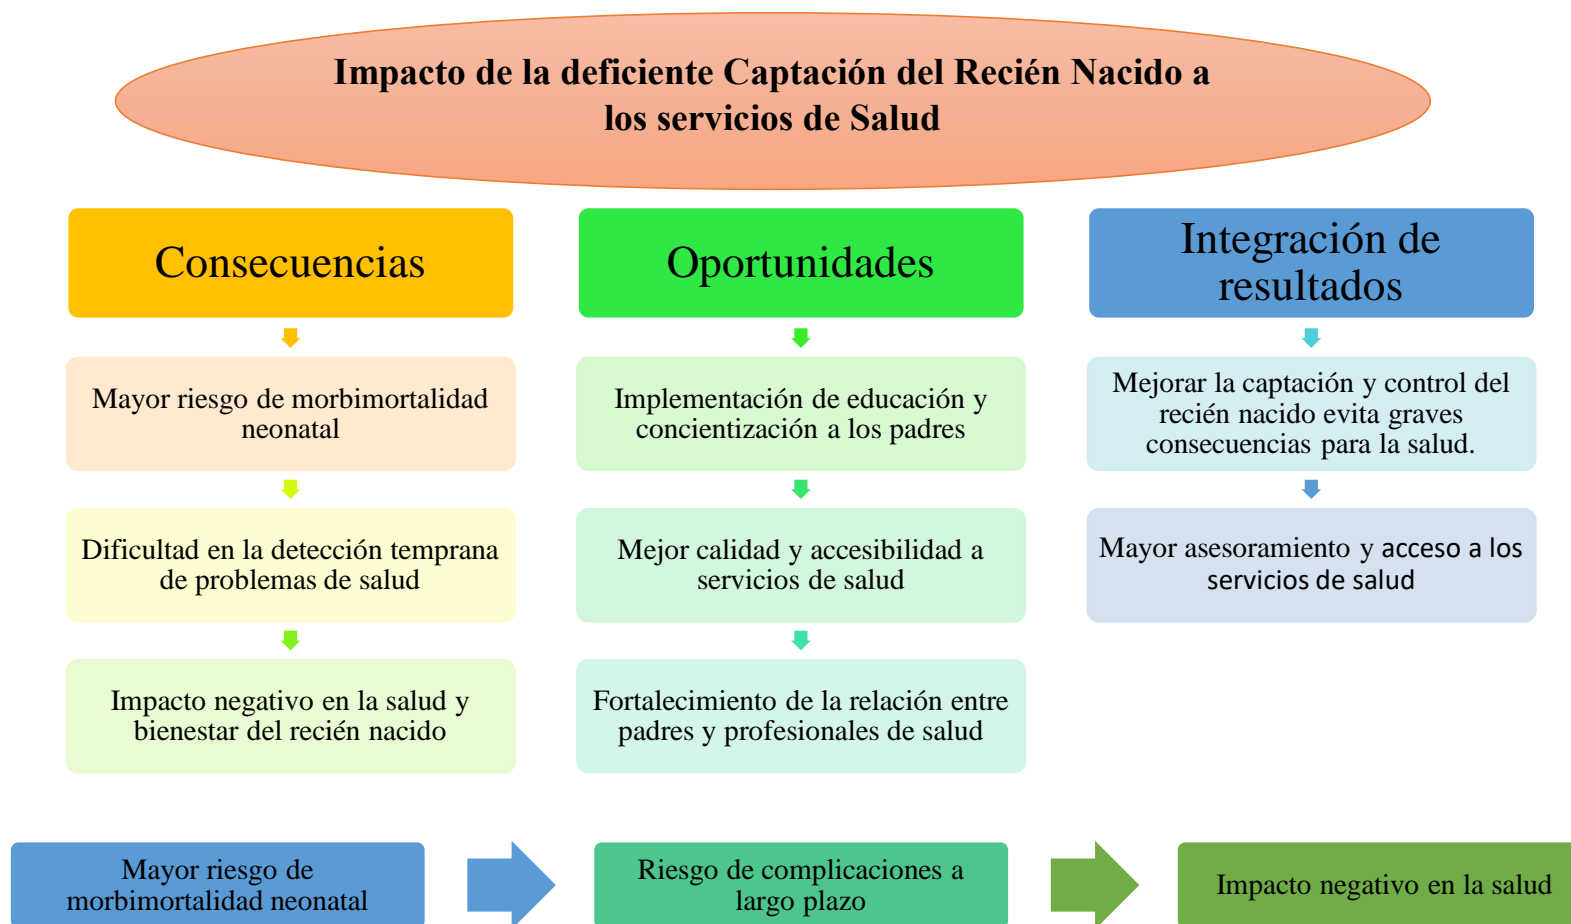 Impacto de la deficiente Captación del Recién Nacido a
los servicios de Salud
Consecuencias
Mayor riesgo de morbimortalidad
neonatal
Dificultad en la detección temprana
de problemas de salud
Impacto negativo en la salud y
bienestar del recién nacido
Oportunidades
Implementación de educación y
concientización a los padres
Mejor calidad y accesibilidad a
servicios de salud
Fortalecimiento de la relación entre
padres y profesionales de salud
Integración de
resultados
Mejorar la captación y control del
recién nacido evita graves
consecuencias para la salud.
Mayor asesoramiento y acceso a los
servicios de salud
Mayor riesgo de
morbimortalidad neonatal
Riesgo de complicaciones a
largo plazo
Impacto negativo en la salud